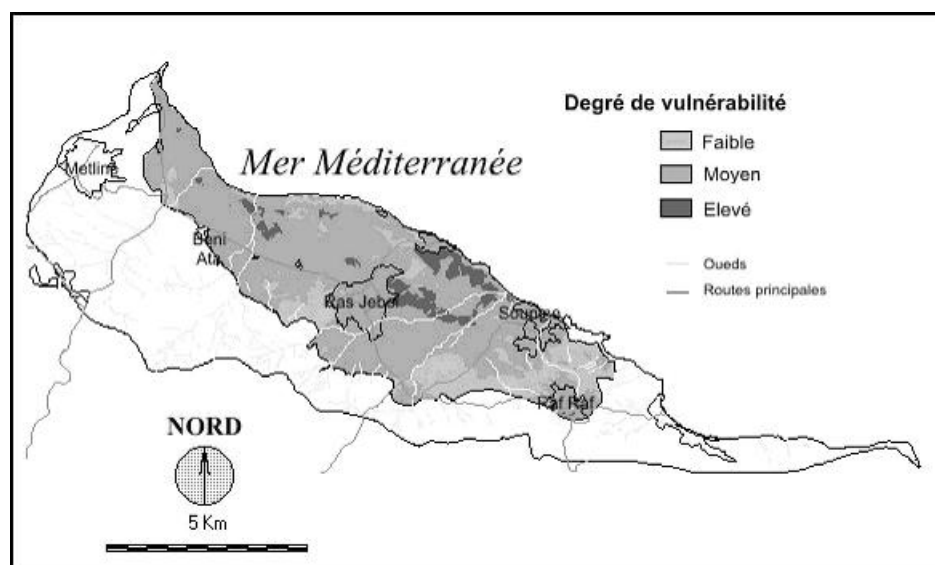 Degré de vulnérabilité
Faible
Moyen
Elevé
Oueds
Routes principales
Mer Méditerranée
Metline
Béni
Ata
Ras Jebel
Sounine
Raf Raf
NORD
5 Km